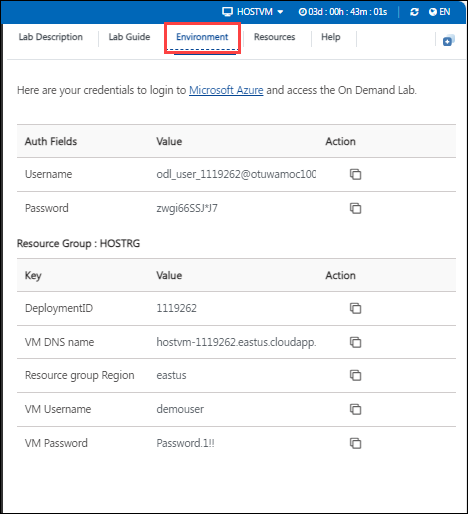 HOSTVM 03d : 00h : 43m : 01s EN
Lab Description Lab Guide Environment Resources Help
Here are your credentials to login to Microsoft Azure and access the On Demand Lab.
Auth Fields Value Action
Username odl_user_1119262@otuwamoc100
Password zwgi66SSJ*J7
Resource Group : HOSTRG
Key Value Action
DeploymentID 1119262
VM DNS name hostvm-1119262.eastus.cloudapp.
Resource group Region eastus
VM Username demouser
VM Password Password.1!!